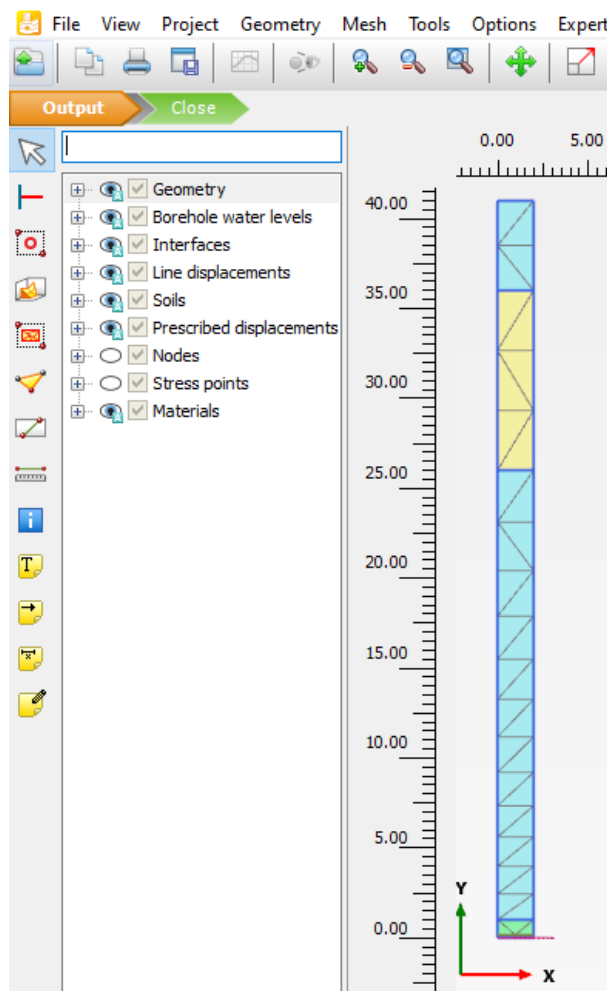 File View Project Geometry Mesh Tools Options Expert
Output Close
0.00 5.00
Geometry
Borehole water levels
Interfaces
Line displacements
Soils
Prescribed displacements
Nodes
Stress points
Materials
40.00
35.00
30.00
25.00
20.00
15.00
10.00
5.00
0.00
Y
X